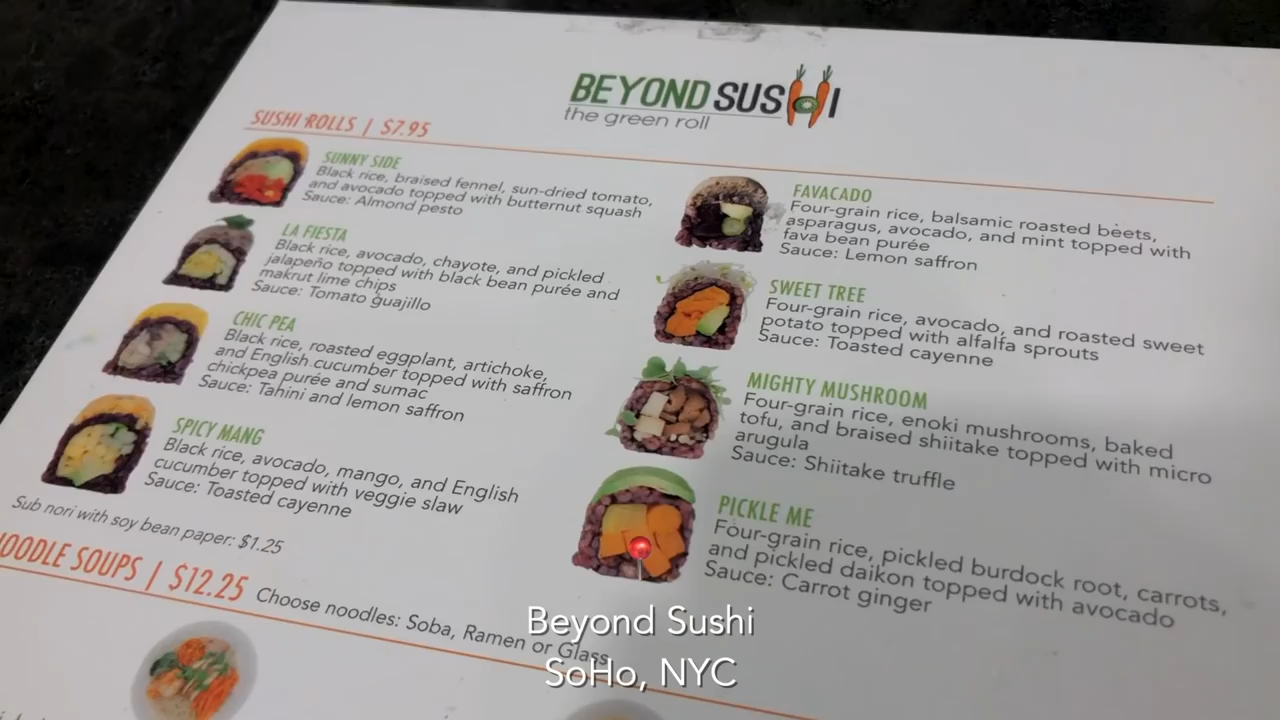 BEYOND SUSHI
the green roll
SUSHI ROLLS | $7.95
SUNNY SIDE
Black rice, braised fennel, sun-dried tomato,
and avocado topped with butternut squash
Sauce: Almond pesto
LA FIESTA
Black rice, avocado, chayote, and pickled
jalapeño topped with black bean purée and
makrut lime chips
Sauce: Tomato guajillo
CHIC PEA
Black rice, roasted eggplant, artichoke,
and English cucumber topped with saffron
chickpea purée and sumac
Sauce: Tahini and lemon saffron
SPICY MANG
Black rice, avocado, mango, and English
cucumber topped with veggie slaw
Sauce: Toasted cayenne
Sub nori with soy bean paper: $1.25
FAVACADO
Four-grain rice, balsamic roasted beets,
asparagus, avocado, and mint topped with
fava bean purée
Sauce: Lemon saffron
SWEET TREE
Four-grain rice, avocado, and roasted sweet
potato topped with alfalfa sprouts
Sauce: Toasted cayenne
MIGHTY MUSHROOM
Four-grain rice, enoki mushrooms, baked
tofu, and braised shiitake topped with micro
arugula
Sauce: Shiitake truffle
PICKLE ME
Four-grain rice, pickled burdock root, carrots,
and pickled daikon topped with avocado
Sauce: Carrot ginger
OODLE SOUPS | $12.25 Choose noodles: Soba, Ramen or Glass
Beyond Sushi
SoHo, NYC